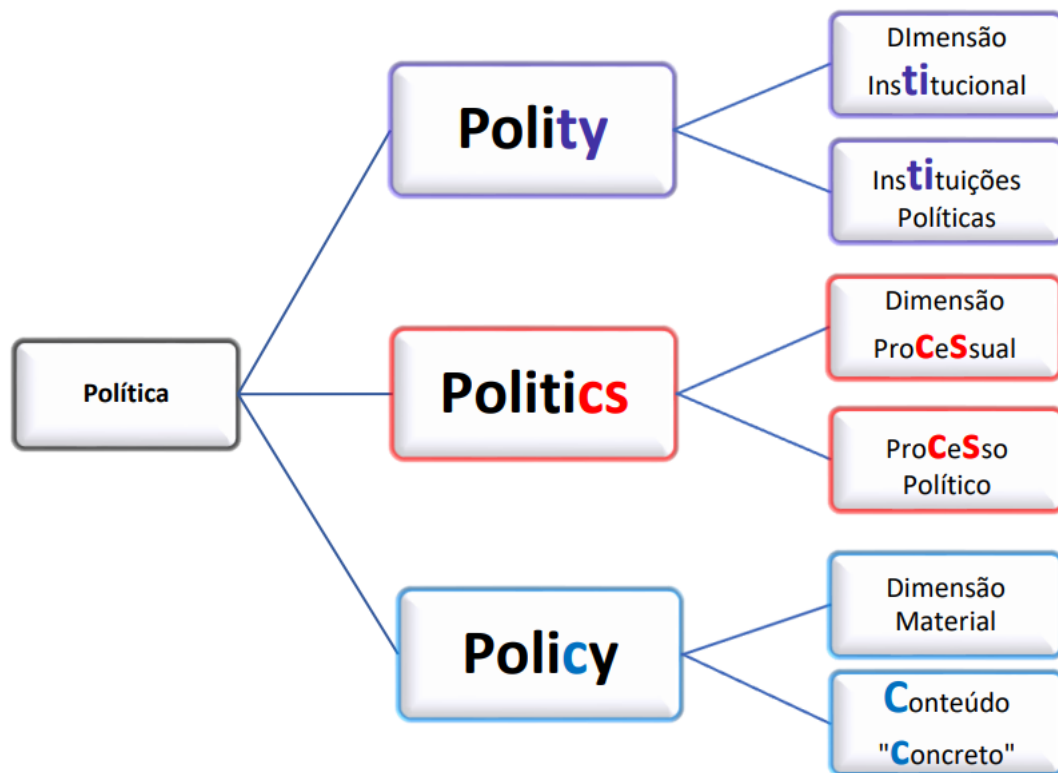 Política
Polity
DImensão
Institucional
Instituições
Políticas
Politics
Dimensão
ProCeSsual
ProCeSso
Político
Policy
Dimensão
Material
Conteúdo
"Concreto"